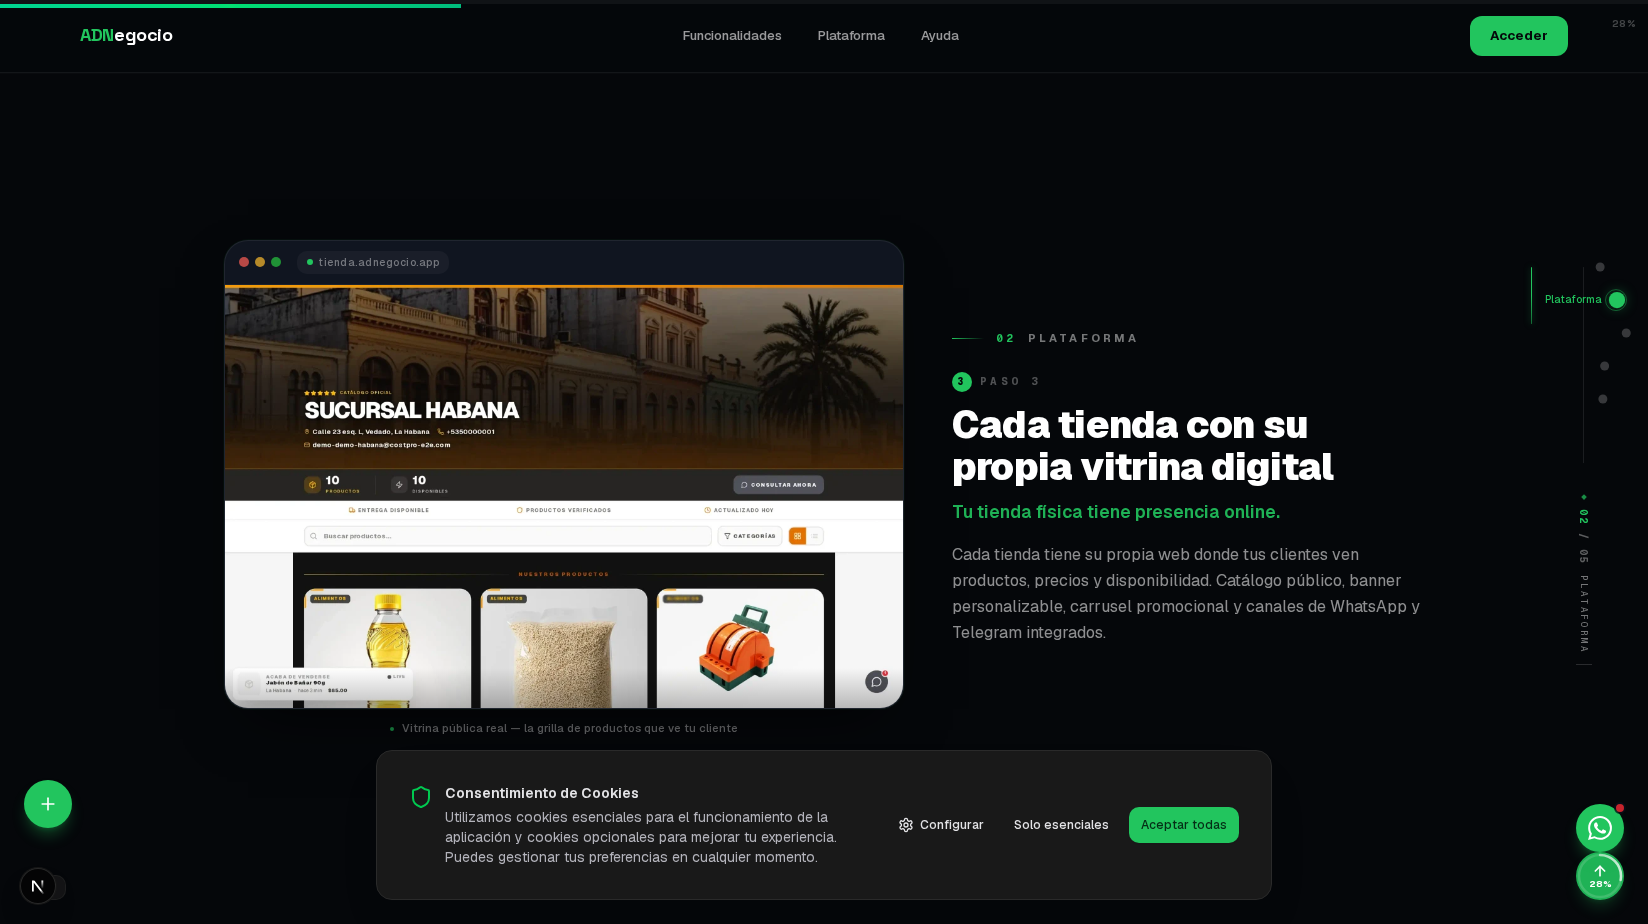 ADNegocio
Funcionalidades
Plataforma
Ayuda
Acceder
28%
tienda.adnegocio.app
CATÁLOGO OFICIAL
SUCURSAL HABANA
Calle 23 esq. L, Vedado, La Habana
+5350000001
demo-demo-habana@costpro-e2e.com
10
PRODUCTOS
10
DISPONIBLES
CONSULTAR AHORA
ENTREGA DISPONIBLE
PRODUCTOS VERIFICADOS
ACTUALIZADO HOY
Buscar productos...
CATEGORÍAS
NUESTROS PRODUCTOS
ALIMENTOS
ALIMENTOS
ACABA DE VENDERSE
LIVE
Jabón de Bañar 90g
La Habana
$85.00
Vitrina pública real — la grilla de productos que ve tu cliente
02 PLATAFORMA
3 PASO 3
Cada tienda con su
propia vitrina digital
Tu tienda física tiene presencia online.
Cada tienda tiene su propia web donde tus clientes ven
productos, precios y disponibilidad. Catálogo público, banner
personalizable, carrusel promocional y canales de WhatsApp y
Telegram integrados.
Plataforma
02 / 05 PLATAFORMA
Consentimiento de Cookies
Utilizamos cookies esenciales para el funcionamiento de la
aplicación y cookies opcionales para mejorar tu experiencia.
Puedes gestionar tus preferencias en cualquier momento.
Configurar
Solo esenciales
Aceptar todas
N
28%